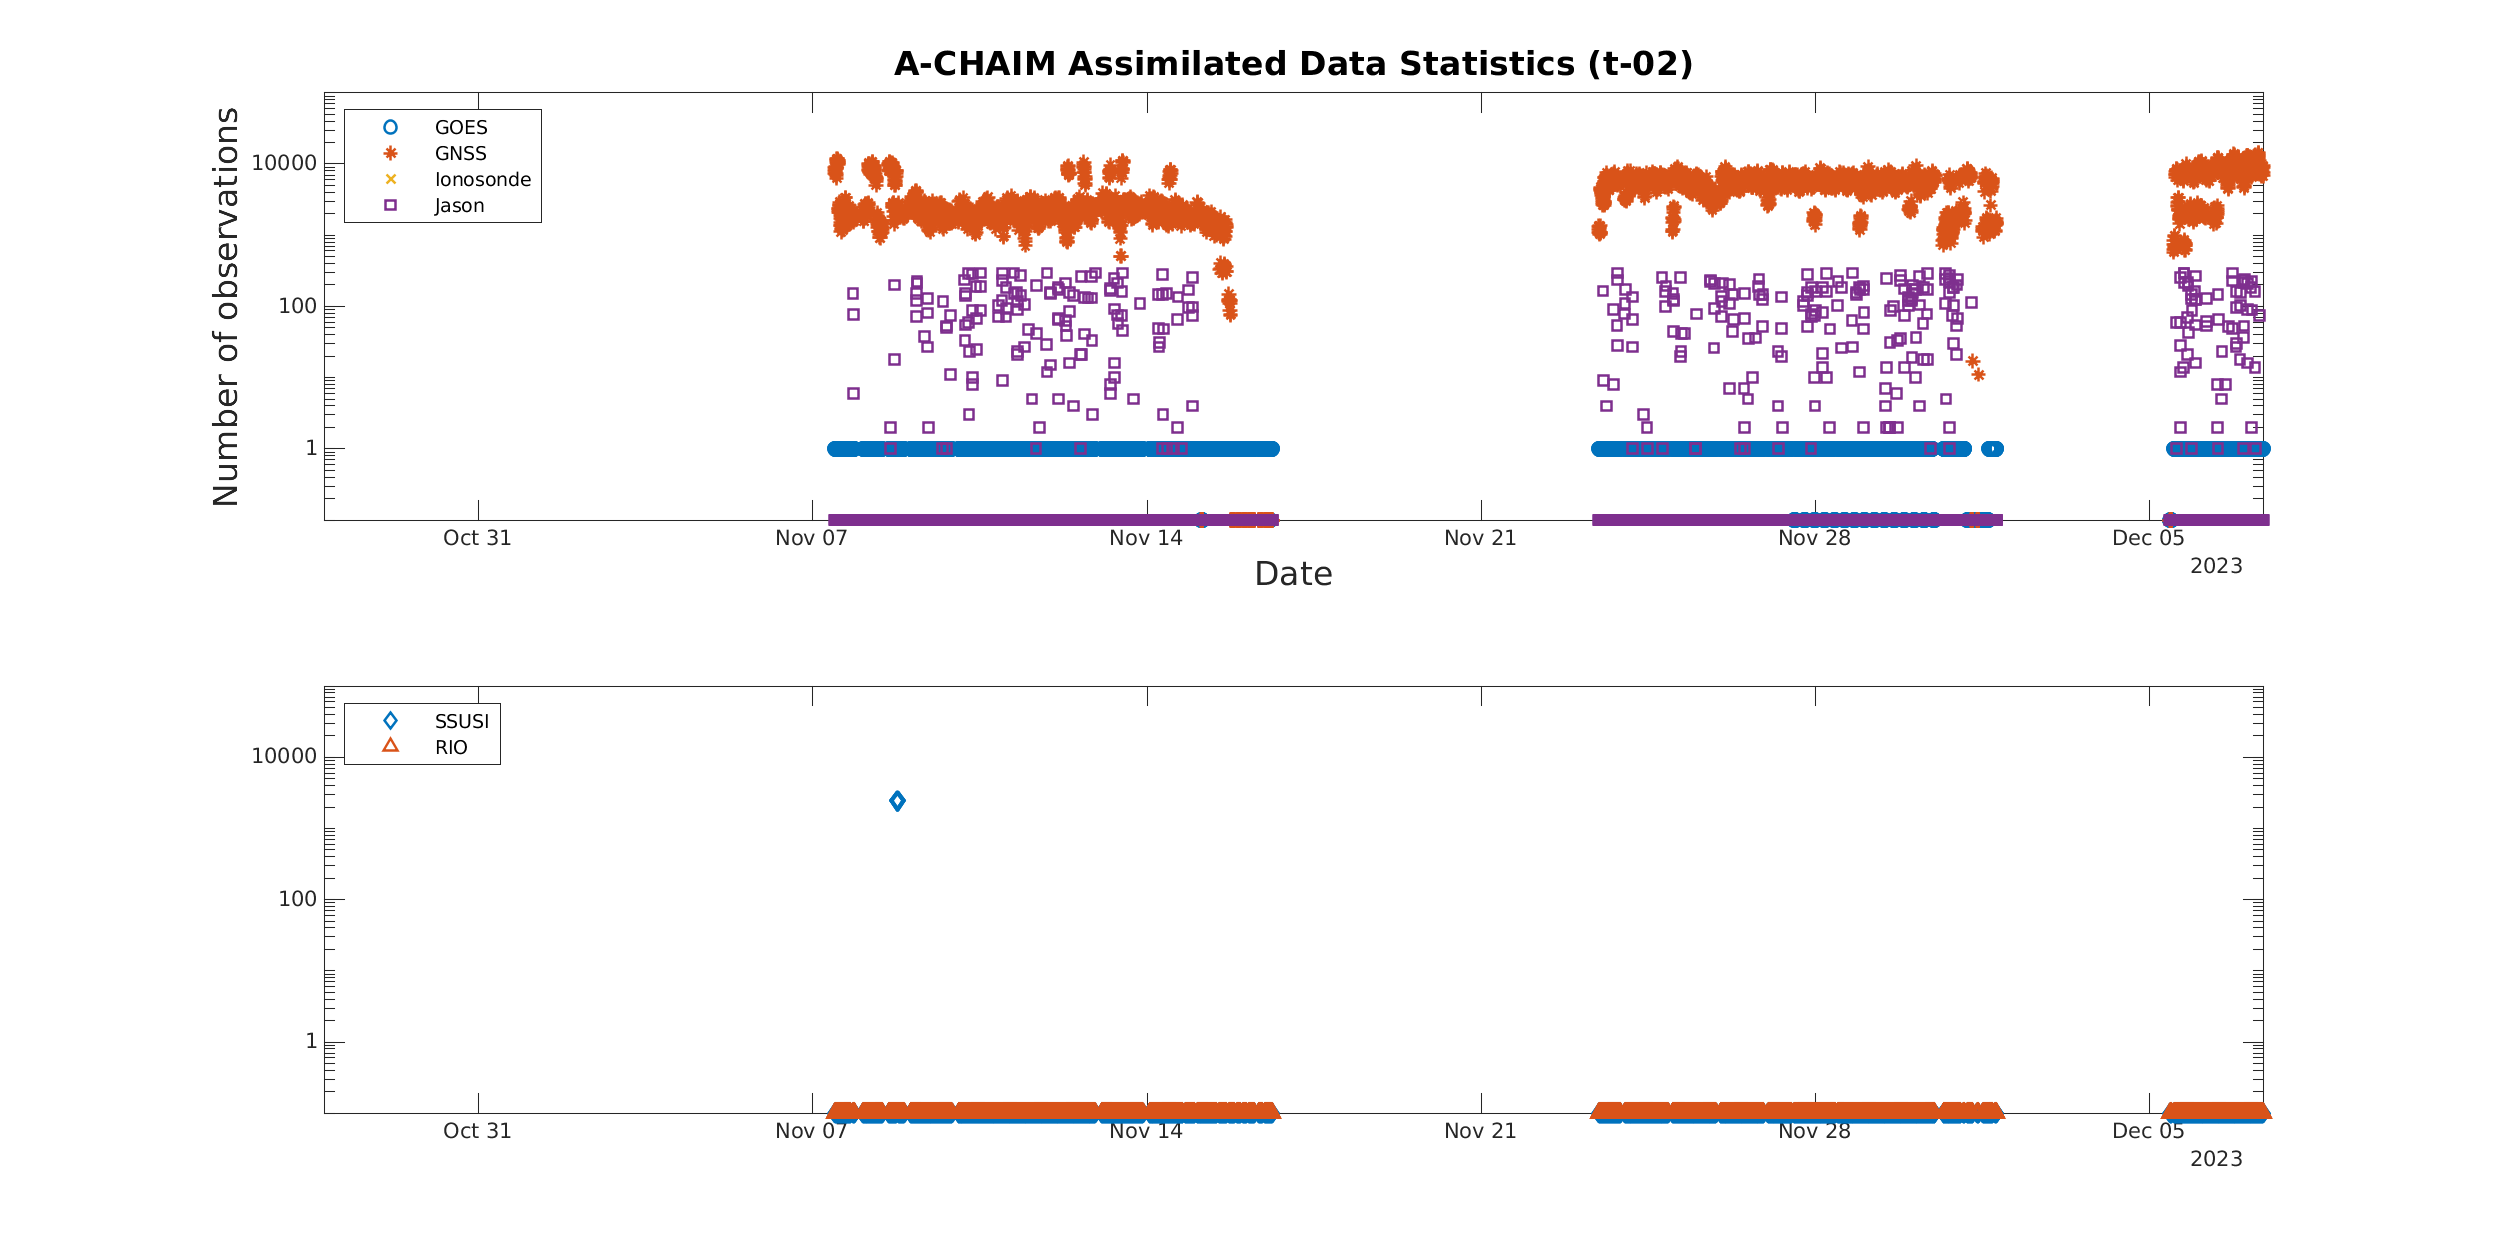 A-CHAIM Assimilated Data Statistics (t-02)
Number of observations
10000
100
1
GOES
GNSS
Ionosonde
Jason
Oct 31
Nov 07
Nov 14
Nov 21
Nov 28
Dec 05
2023
Date
10000
100
1
SSUSI
RIO
Oct 31
Nov 07
Nov 14
Nov 21
Nov 28
Dec 05
2023